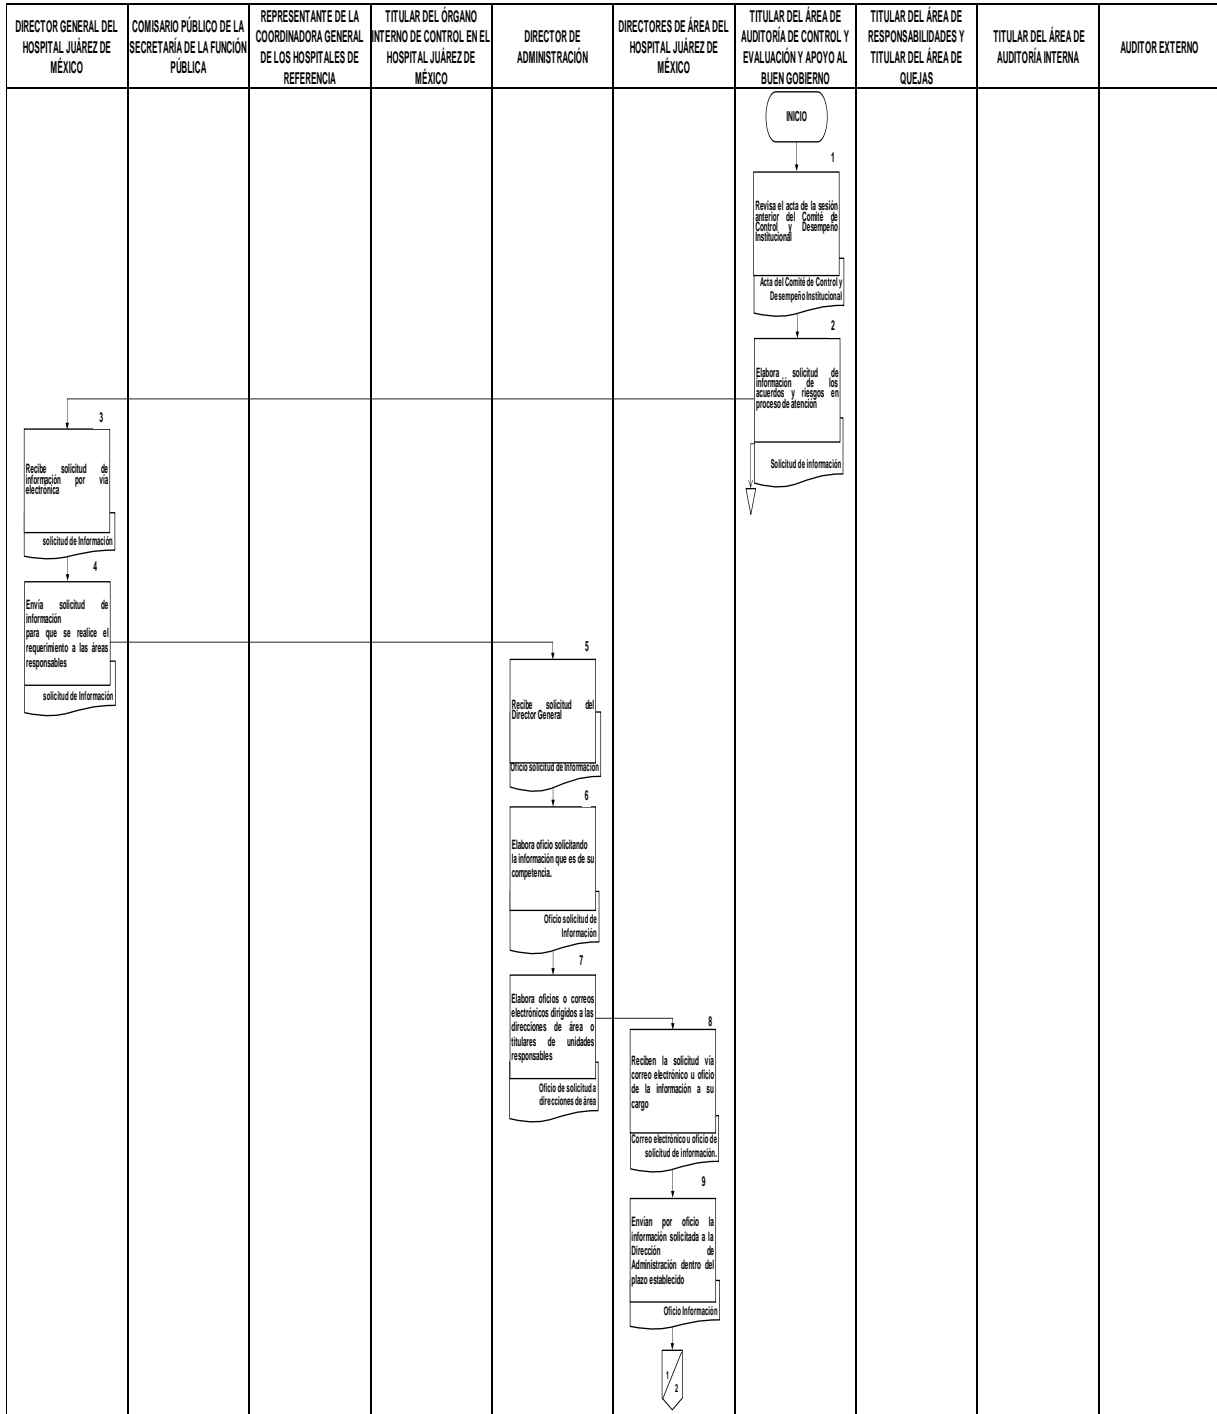 DIRECTOR GENERAL DEL
HOSPITAL JUÁREZ DE
MÉXICO
COMISARIO PÚBLICO DE LA
SECRETARÍA DE LA FUNCIÓN
PÚBLICA
REPRESENTANTE DE LA
COORDINADORA GENERAL
DE LOS HOSPITALES DE
REFERENCIA
TITULAR DEL ÓRGANO
INTERNO DE CONTROL EN EL
HOSPITAL JUÁREZ DE
MÉXICO
DIRECTOR DE
ADMINISTRACIÓN
DIRECTORES DE ÁREA DEL
HOSPITAL JUÁREZ DE
MÉXICO
TITULAR DEL ÁREA DE
AUDITORÍA DE CONTROL Y
EVALUACIÓN Y APOYO AL
BUEN GOBIERNO
TITULAR DEL ÁREA DE
RESPONSABILIDADES Y
TITULAR DEL ÁREA DE
QUEJAS
TITULAR DEL ÁREA DE
AUDITORÍA INTERNA
AUDITOR EXTERNO
INICIO
1
Revisa el acta de la sesión
anterior del Comité de
Control y Desempeño
Institucional
Acta del Comité de Control y
Desempeño Institucional
2
Elabora solicitud de
información de los
acuerdos y riesgos en
proceso de atención
Solicitud de información
3
Recibe solicitud de
información por vía
electrónica
solicitud de Información
4
Envía solicitud de
información
para que se realice el
requerimiento a las áreas
responsables
solicitud de Información
5
Recibe solicitud del
Director General
Oficio solicitud de Información
6
Elabora oficio solicitando
la información que es de su
competencia.
Oficio solicitud de
Información
7
Elabora oficios o correos
electrónicos dirigidos a las
direcciones de área o
titulares de unidades
responsables
Oficio de solicitud a
direcciones de área
8
Reciben la solicitud vía
correo electrónico u oficio
de la información a su
cargo
Correo electrónico u oficio de
solicitud de información.
9
Envían por oficio la
información solicitada a la
Dirección de
Administración dentro del
plazo establecido
Oficio Información
1
2